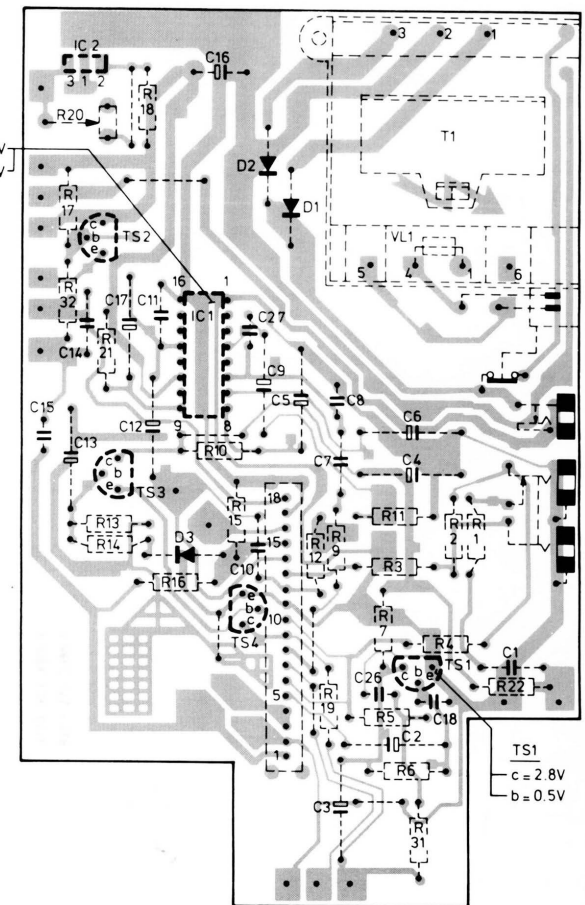 IC 2
3 1 2
R20
R 18
C16
3 2 1
T1
D2
D1
V
V
R 17
c
b
e
TS2
VL1
5 4 1 6
R 32
C14
R 21
C17
C11
16 1
IC 1
C27
C9
C5
C8
C15
C13
C12
9 8
R10
C7
C6
C4
c
b
e
TS3
R13
R14
D3
R16
R 15
C10
18
15
10
5
1
R 12
R 9
R11
R3
R 2
R 1
e
b
c
TS4
R 7
R4
TS1
c b e
C1
R22
C26
C18
R 19
R5
C2
R6
C3
R 31
TS1
c = 2.8V
b = 0.5V